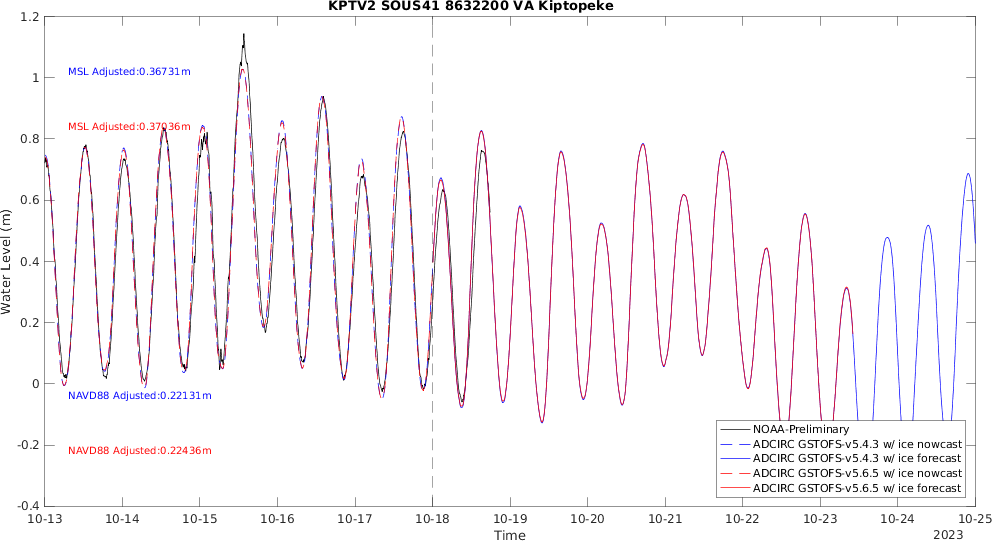 KPTV2 SOUS41 8632200 VA Kiptopeke
1.2
1
0.8
0.6
0.4
0.2
0
-0.2
-0.4
Water Level (m)
MSL Adjusted:0.36731m
MSL Adjusted:0.37036m
NAVD88 Adjusted:0.22131m
NAVD88 Adjusted:0.22436m
NOAA-Preliminary
ADCIRC GSTOFS-v5.4.3 w/ ice nowcast
ADCIRC GSTOFS-v5.4.3 w/ ice forecast
ADCIRC GSTOFS-v5.6.5 w/ ice nowcast
ADCIRC GSTOFS-v5.6.5 w/ ice forecast
10-13 10-14 10-15 10-16 10-17 10-18 10-19 10-20 10-21 10-22 10-23 10-24 10-25
Time
2023